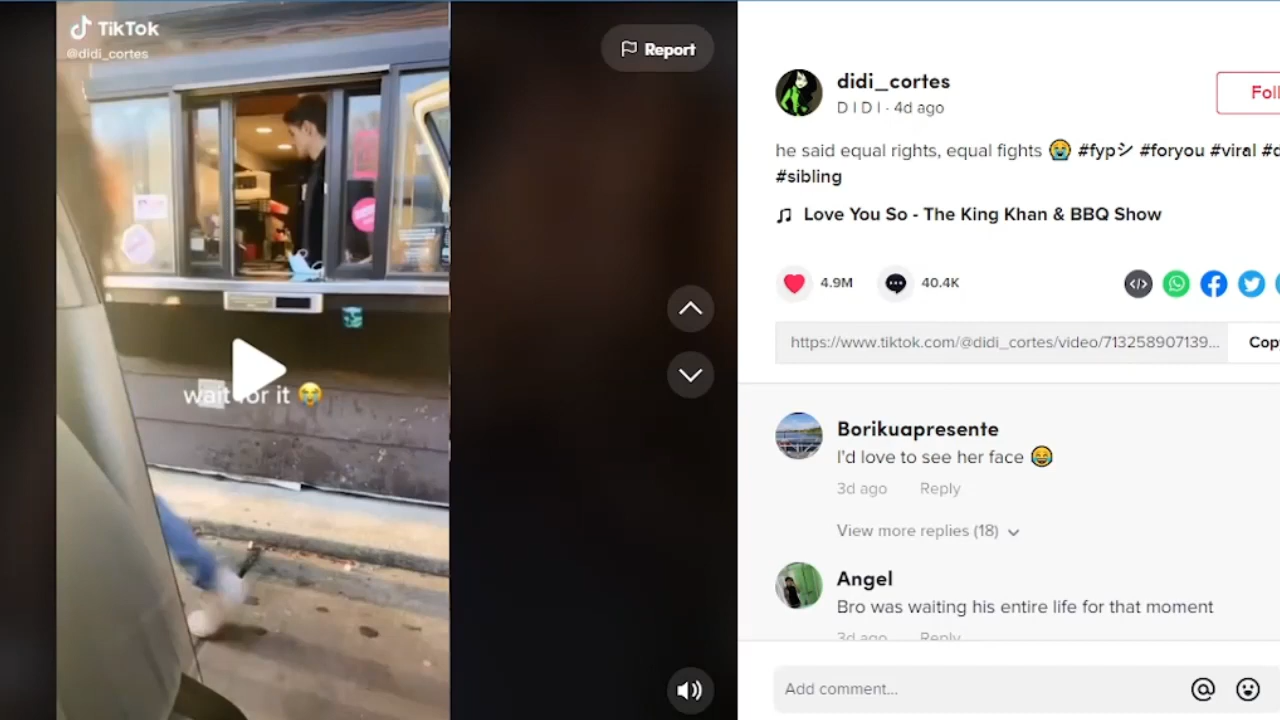 TikTok
@didi_cortes
wait for it 😭
Report
didi_cortes
D I D I · 4d ago
Foll
he said equal rights, equal fights 😭 #fypシ #foryou #viral #d
#sibling
Love You So - The King Khan & BBQ Show
4.9M
40.4K
https://www.tiktok.com/@didi_cortes/video/713258907139...
Cop
Borikuapresente
I'd love to see her face 😂
3d ago Reply
View more replies (18)
Angel
Bro was waiting his entire life for that moment
3d ago Reply
Add comment...